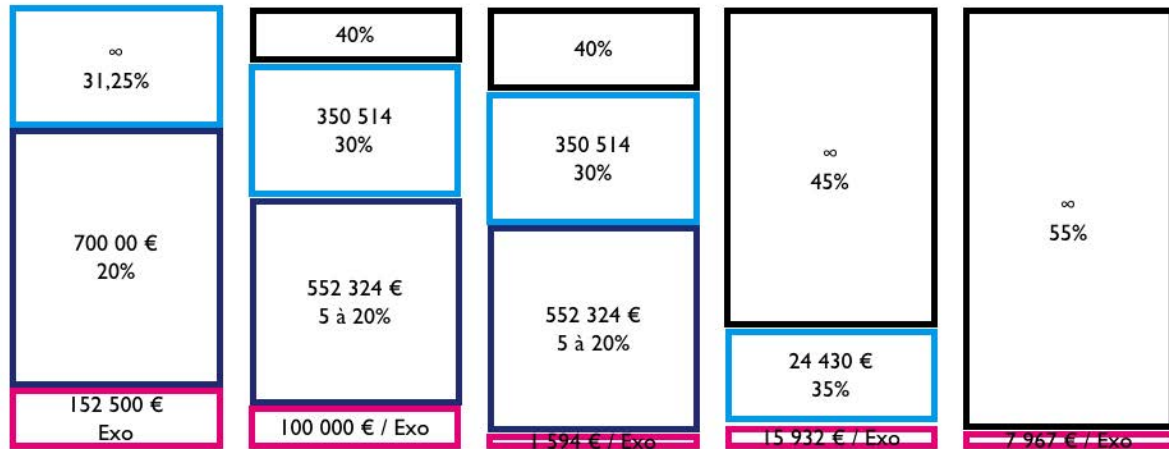 ∞
31,25%
700 00 €
20%
152 500 €
Exo
40%
350 514
30%
552 324 €
5 à 20%
100 000 € / Exo
40%
350 514
30%
552 324 €
5 à 20%
1 594 € / Exo
∞
45%
24 430 €
35%
15 932 € / Exo
∞
55%
7 967 € / Exo